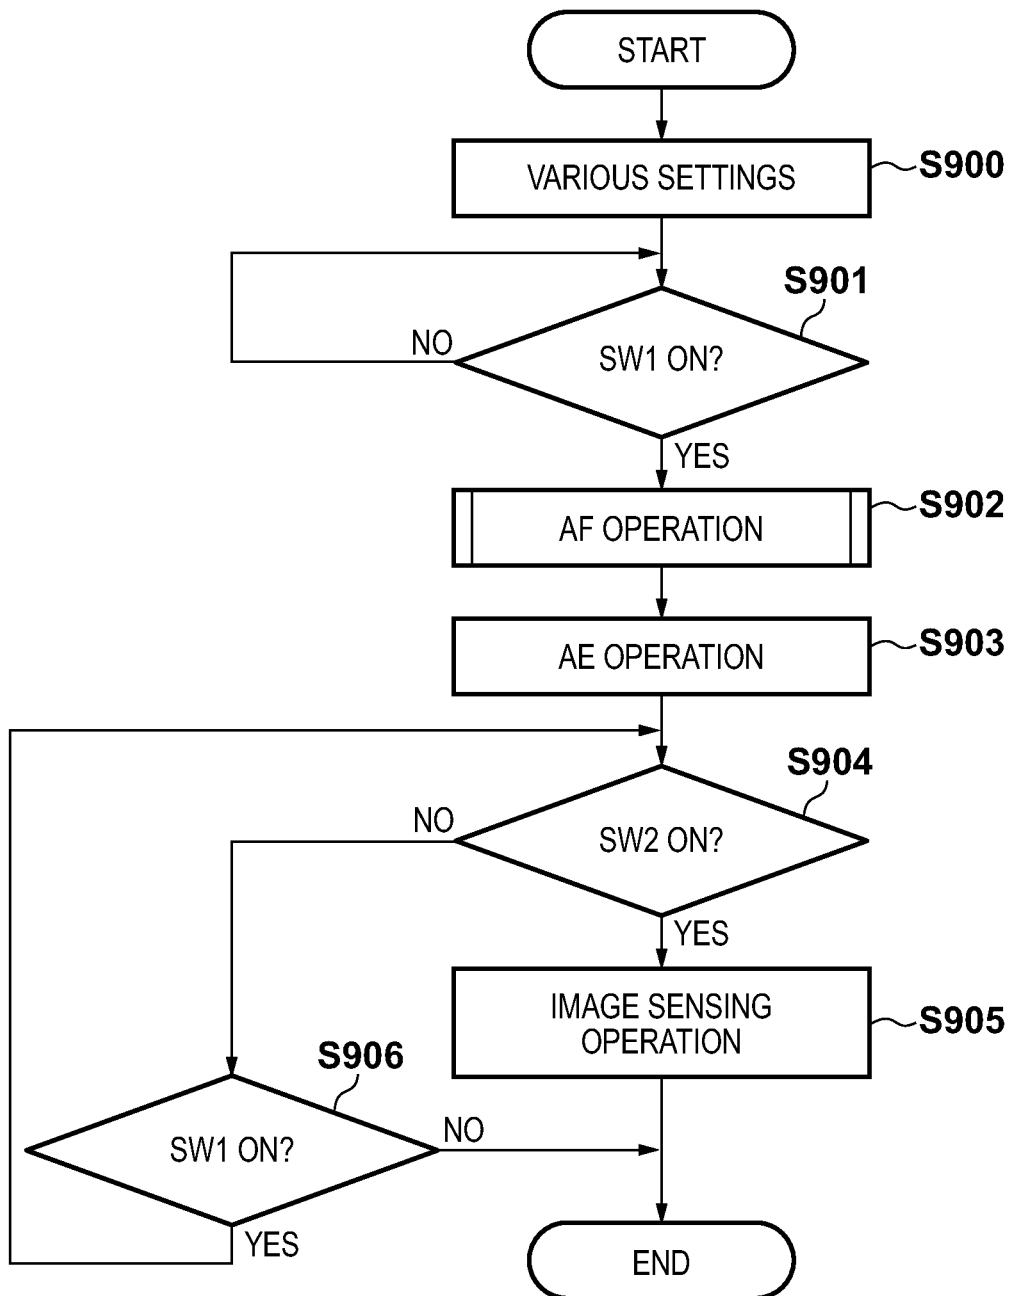 START
VARIOUS SETTINGS
S900
S901
SW1 ON?
NO
YES
AF OPERATION
S902
AE OPERATION
S903
S904
SW2 ON?
NO
YES
IMAGE SENSING
OPERATION
S905
S906
SW1 ON?
NO
YES
END